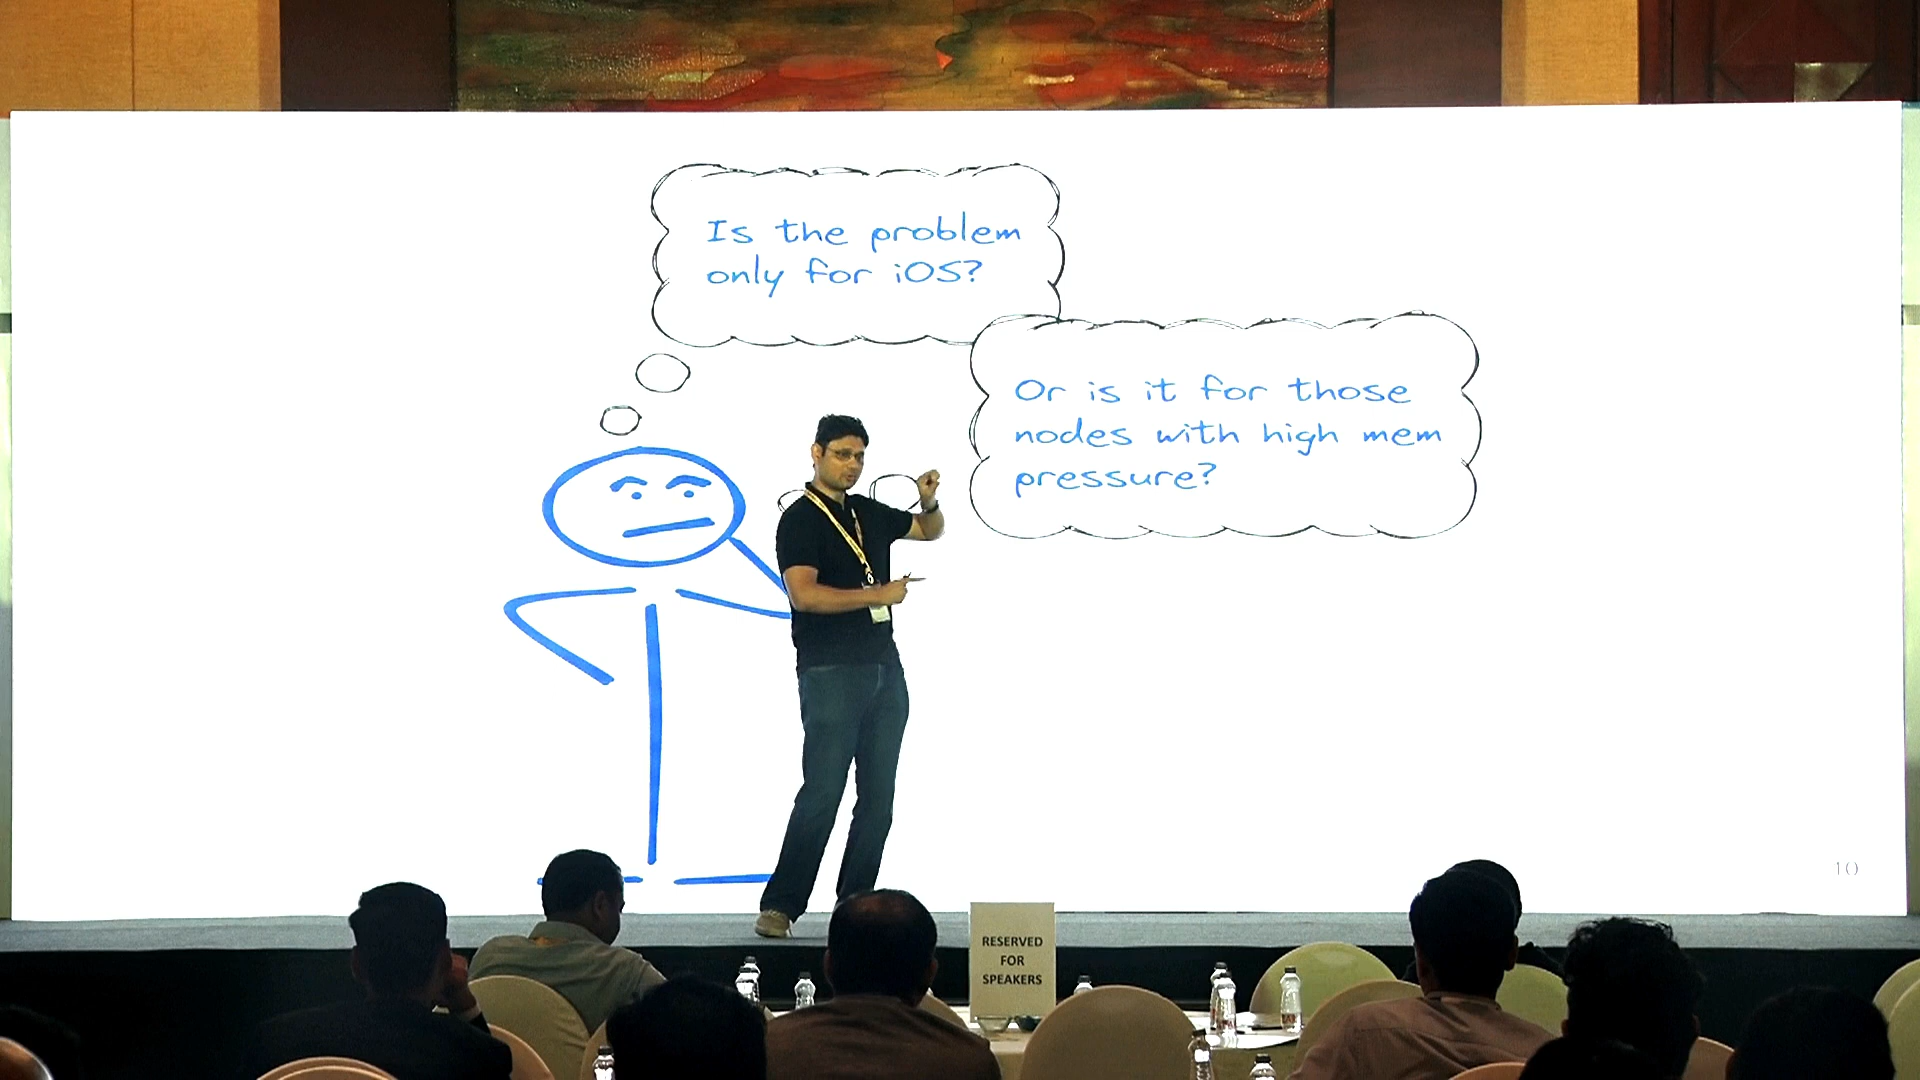 Is the problem
only for iOS?
Or is it for those
nodes with high mem
pressure?
10
RESERVED
FOR
SPEAKERS